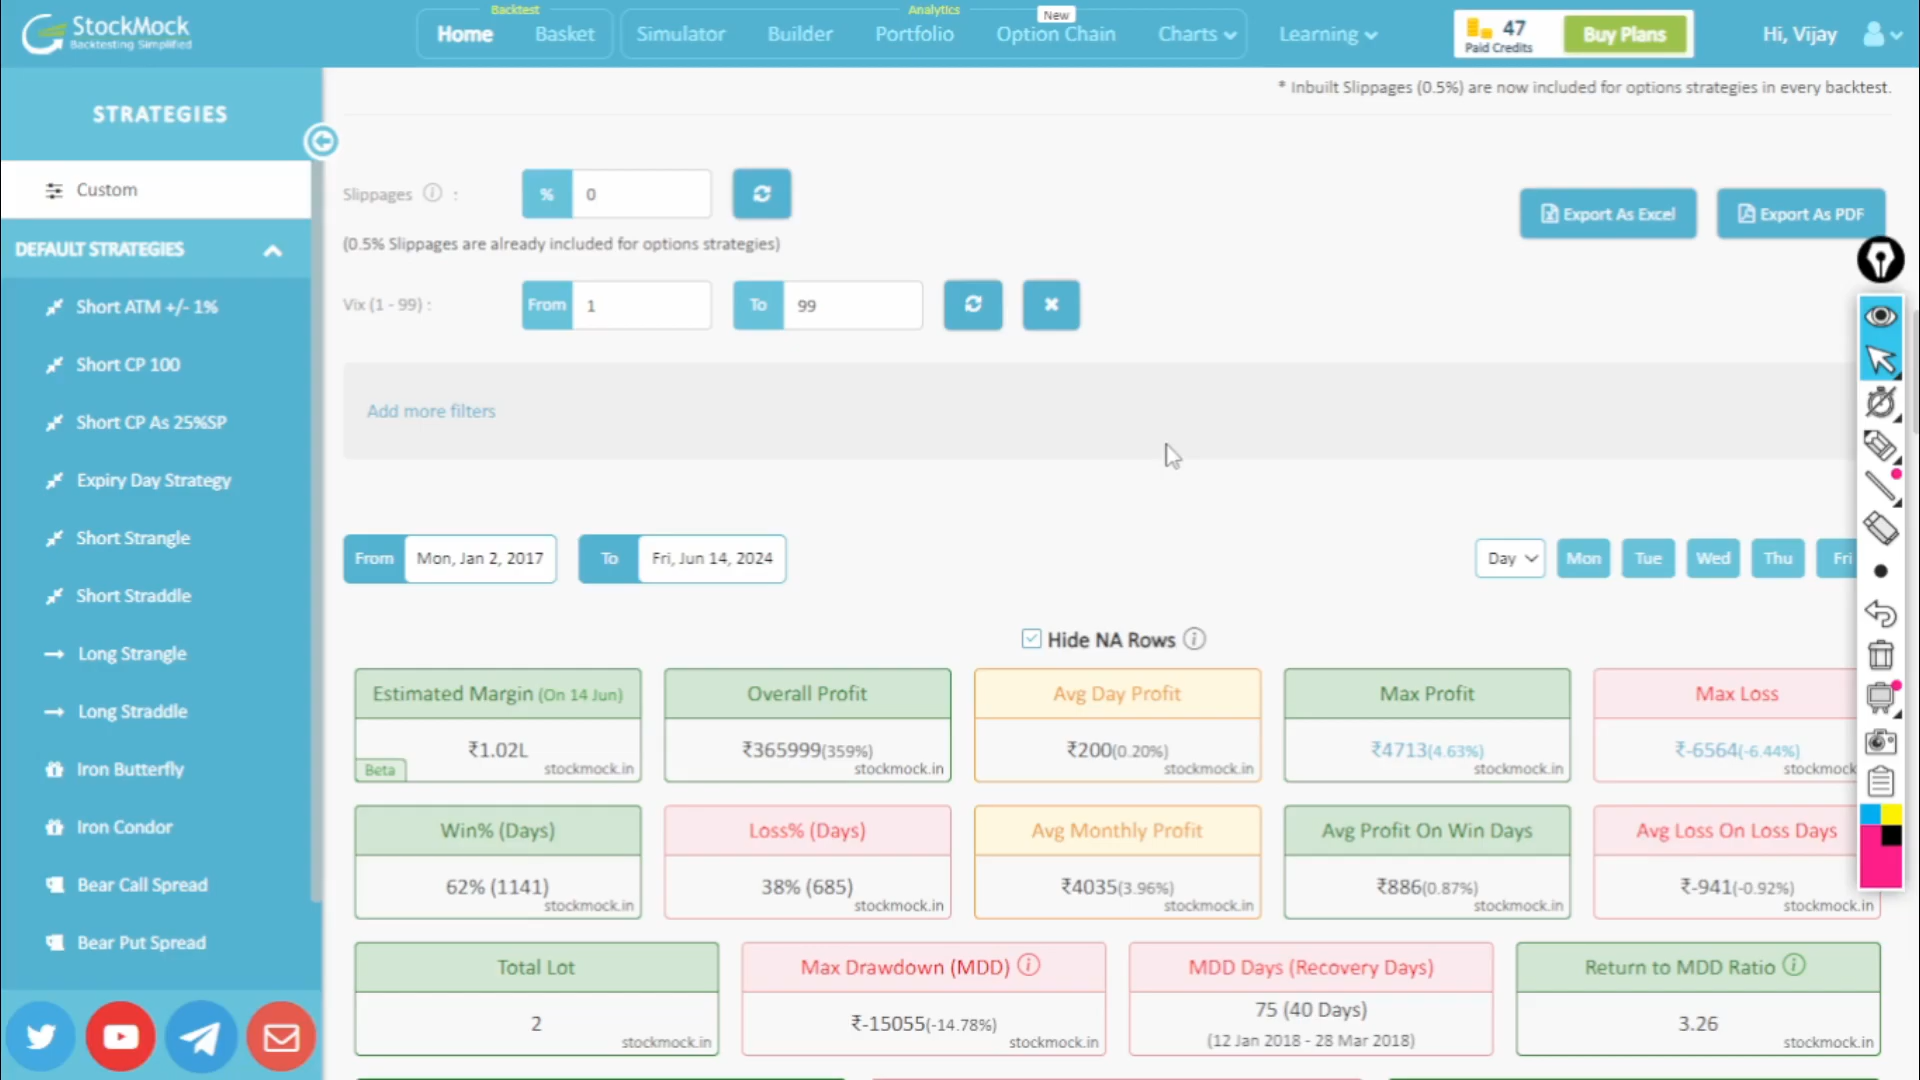 StockMock
Backtesting Simplified
Backtest
Home
Basket
Analytics
Simulator
Builder
Portfolio
New
Option Chain
Charts
Learning
47
Paid Credits
Buy Plans
Hi, Vijay
* Inbuilt Slippages (0.5%) are now included for options strategies in every backtest.
STRATEGIES
Custom
DEFAULT STRATEGIES
Short ATM +/- 1%
Short CP 100
Short CP As 25%SP
Expiry Day Strategy
Short Strangle
Short Straddle
Long Strangle
Long Straddle
Iron Butterfly
Iron Condor
Bear Call Spread
Bear Put Spread
Slippages :
% 0
(0.5% Slippages are already included for options strategies)
Export As Excel
Export As PDF
Vix (1 - 99) :
From 1
To 99
Add more filters
From Mon, Jan 2, 2017
To Fri, Jun 14, 2024
Day
Mon
Tue
Wed
Thu
Fri
Hide NA Rows
Estimated Margin (On 14 Jun)
₹1.02L
Beta
stockmock.in
Overall Profit
₹365999(359%)
stockmock.in
Avg Day Profit
₹200(0.20%)
stockmock.in
Max Profit
₹4713(4.63%)
stockmock.in
Max Loss
₹-6564(-6.44%)
stockmock
Win% (Days)
62% (1141)
stockmock.in
Loss% (Days)
38% (685)
stockmock.in
Avg Monthly Profit
₹4035(3.96%)
stockmock.in
Avg Profit On Win Days
₹886(0.87%)
stockmock.in
Avg Loss On Loss Days
₹-941(-0.92%)
stockmock.in
Total Lot
2
stockmock.in
Max Drawdown (MDD)
₹-15055(-14.78%)
stockmock.in
MDD Days (Recovery Days)
75 (40 Days)
(12 Jan 2018 - 28 Mar 2018)
Return to MDD Ratio
3.26
stockmock.in